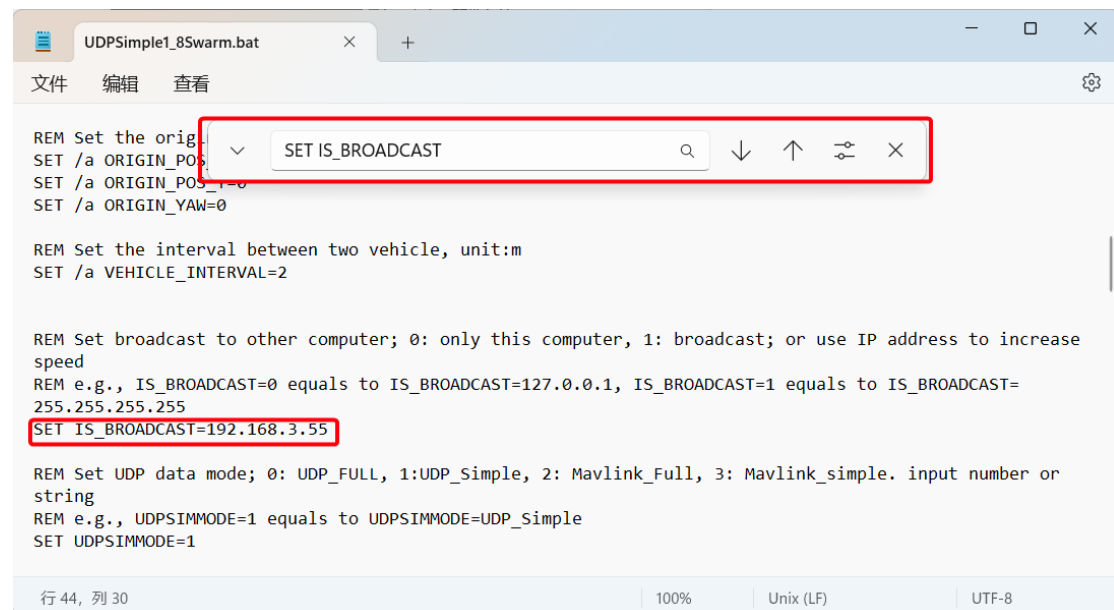 UDPSimple1_8Swarm.bat
文件 编辑 查看
REM Set the origi
SET IS_BROADCAST
SET /a ORIGIN_POS_
SET /a ORIGIN_POS_Y=0
SET /a ORIGIN_YAW=0
REM Set the interval between two vehicle, unit:m
SET /a VEHICLE_INTERVAL=2
REM Set broadcast to other computer; 0: only this computer, 1: broadcast; or use IP address to increase
speed
REM e.g., IS_BROADCAST=0 equals to IS_BROADCAST=127.0.0.1, IS_BROADCAST=1 equals to IS_BROADCAST=
255.255.255.255
SET IS_BROADCAST=192.168.3.55
REM Set UDP data mode; 0: UDP_FULL, 1:UDP_Simple, 2: Mavlink_Full, 3: Mavlink_simple. input number or
string
REM e.g., UDPSIMMODE=1 equals to UDPSIMMODE=UDP_Simple
SET UDPSIMMODE=1
行 44, 列 30 100% Unix (LF) UTF-8